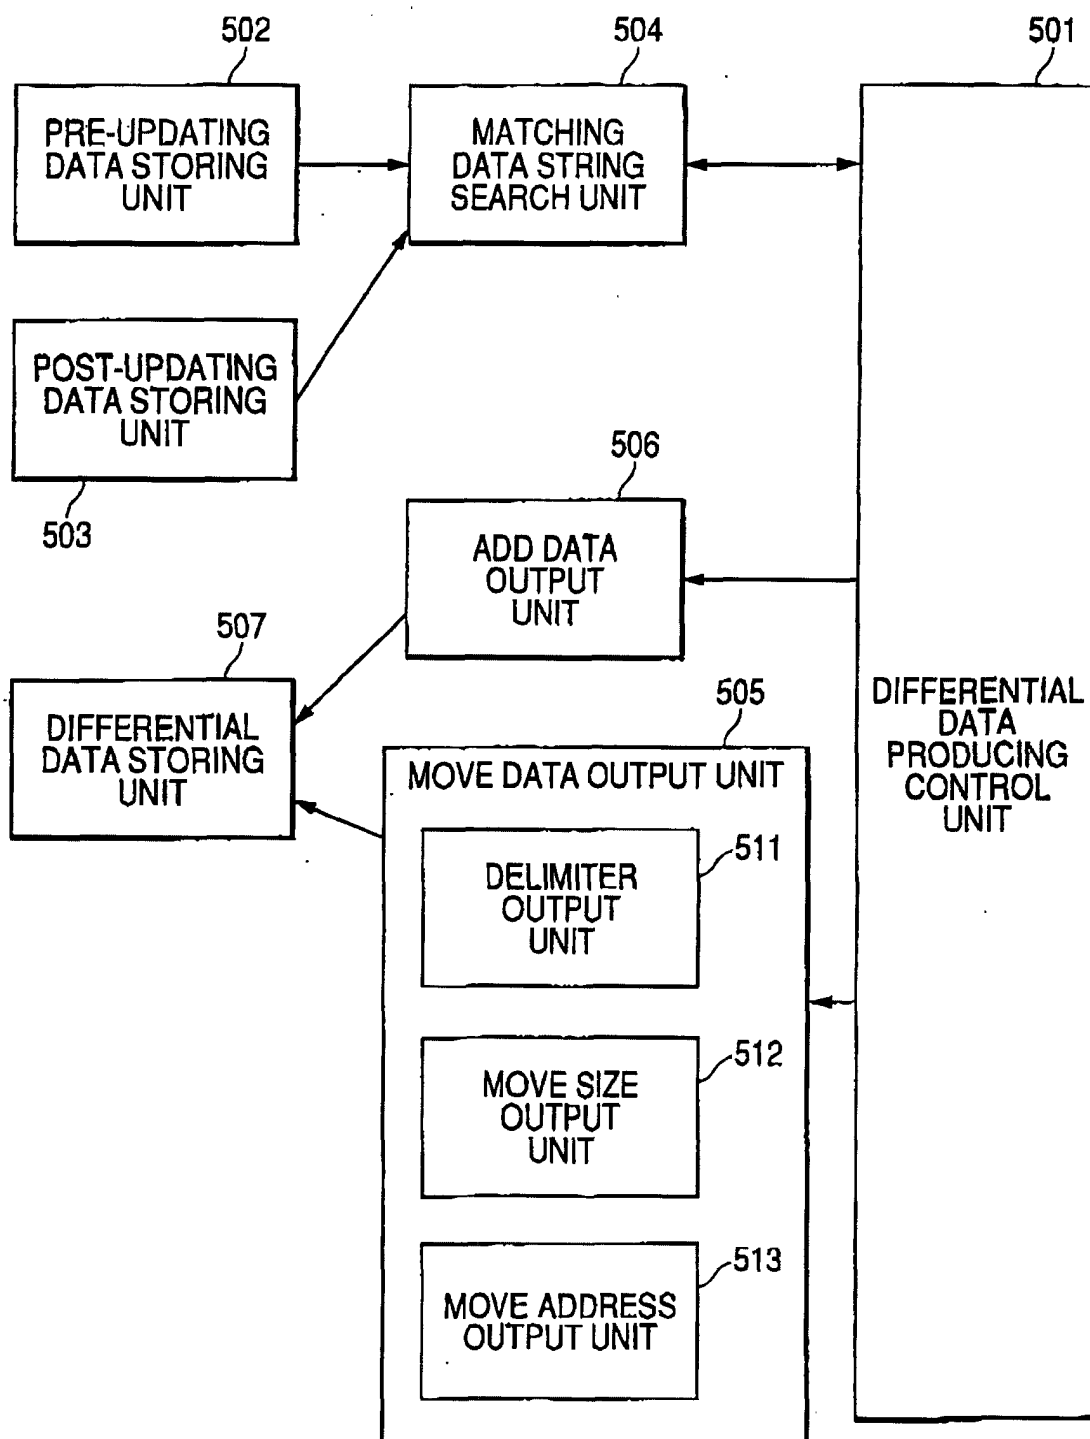 502
504
501
PRE-UPDATING
DATA STORING
UNIT
MATCHING
DATA STRING
SEARCH UNIT
POST-UPDATING
DATA STORING
UNIT
503
506
ADD DATA
OUTPUT
UNIT
507
DIFFERENTIAL
DATA STORING
UNIT
505
MOVE DATA OUTPUT UNIT
DIFFERENTIAL
DATA
PRODUCING
CONTROL
UNIT
511
DELIMITER
OUTPUT
UNIT
512
MOVE SIZE
OUTPUT
UNIT
513
MOVE ADDRESS
OUTPUT UNIT